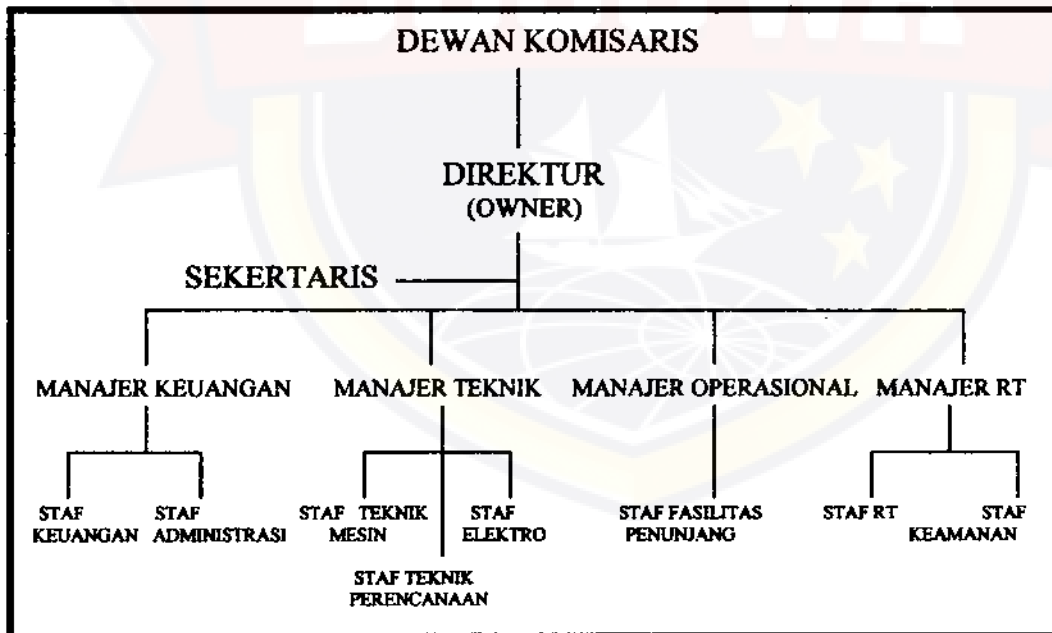 DEWAN KOMISARIS
DIREKTUR
(OWNER)
SEKERTARIS
MANAJER KEUANGAN
MANAJER TEKNIK
MANAJER OPERASIONAL
MANAJER RT
STAF
KEUANGAN
STAF
ADMINISTRASI
STAF TEKNIK
MESIN
STAF
ELEKTRO
STAF TEKNIK
PERENCANAAN
STAF FASILITAS
PENUNJANG
STAF RT
STAF
KEAMANAN